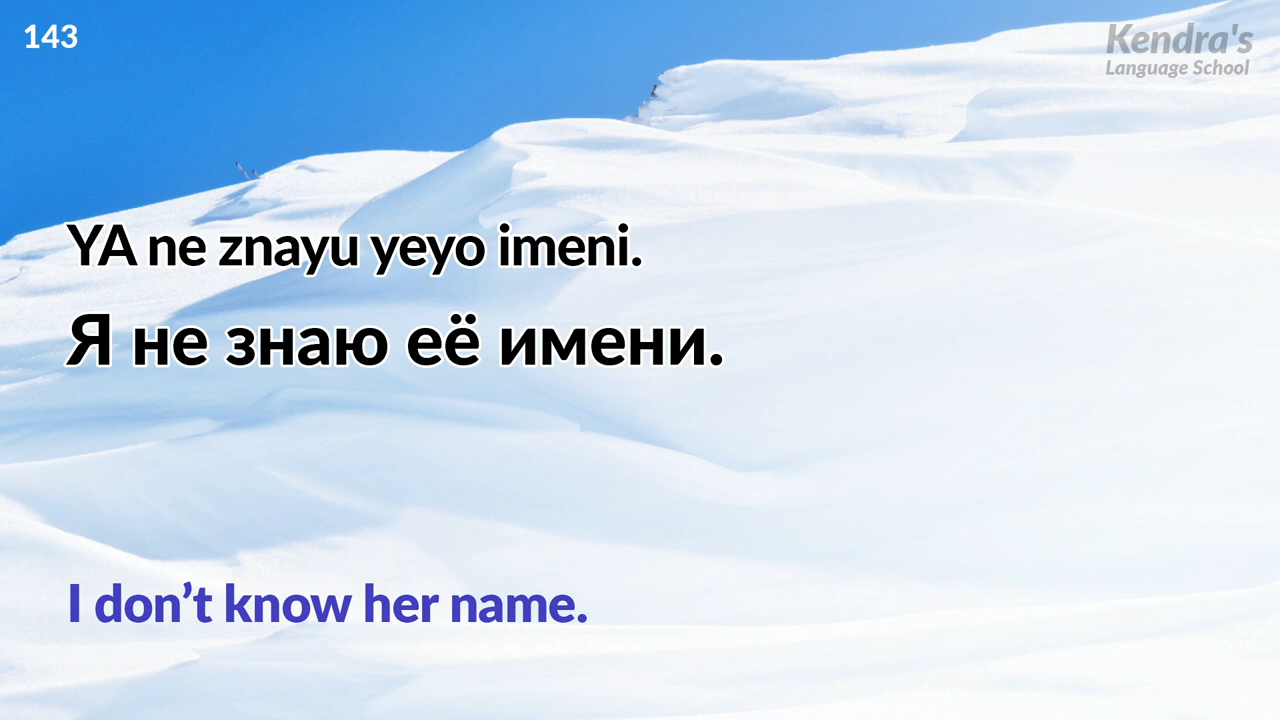 143
Kendra's
Language School
YA ne znayu yeyo imeni.
Я не знаю её имени.
I don’t know her name.